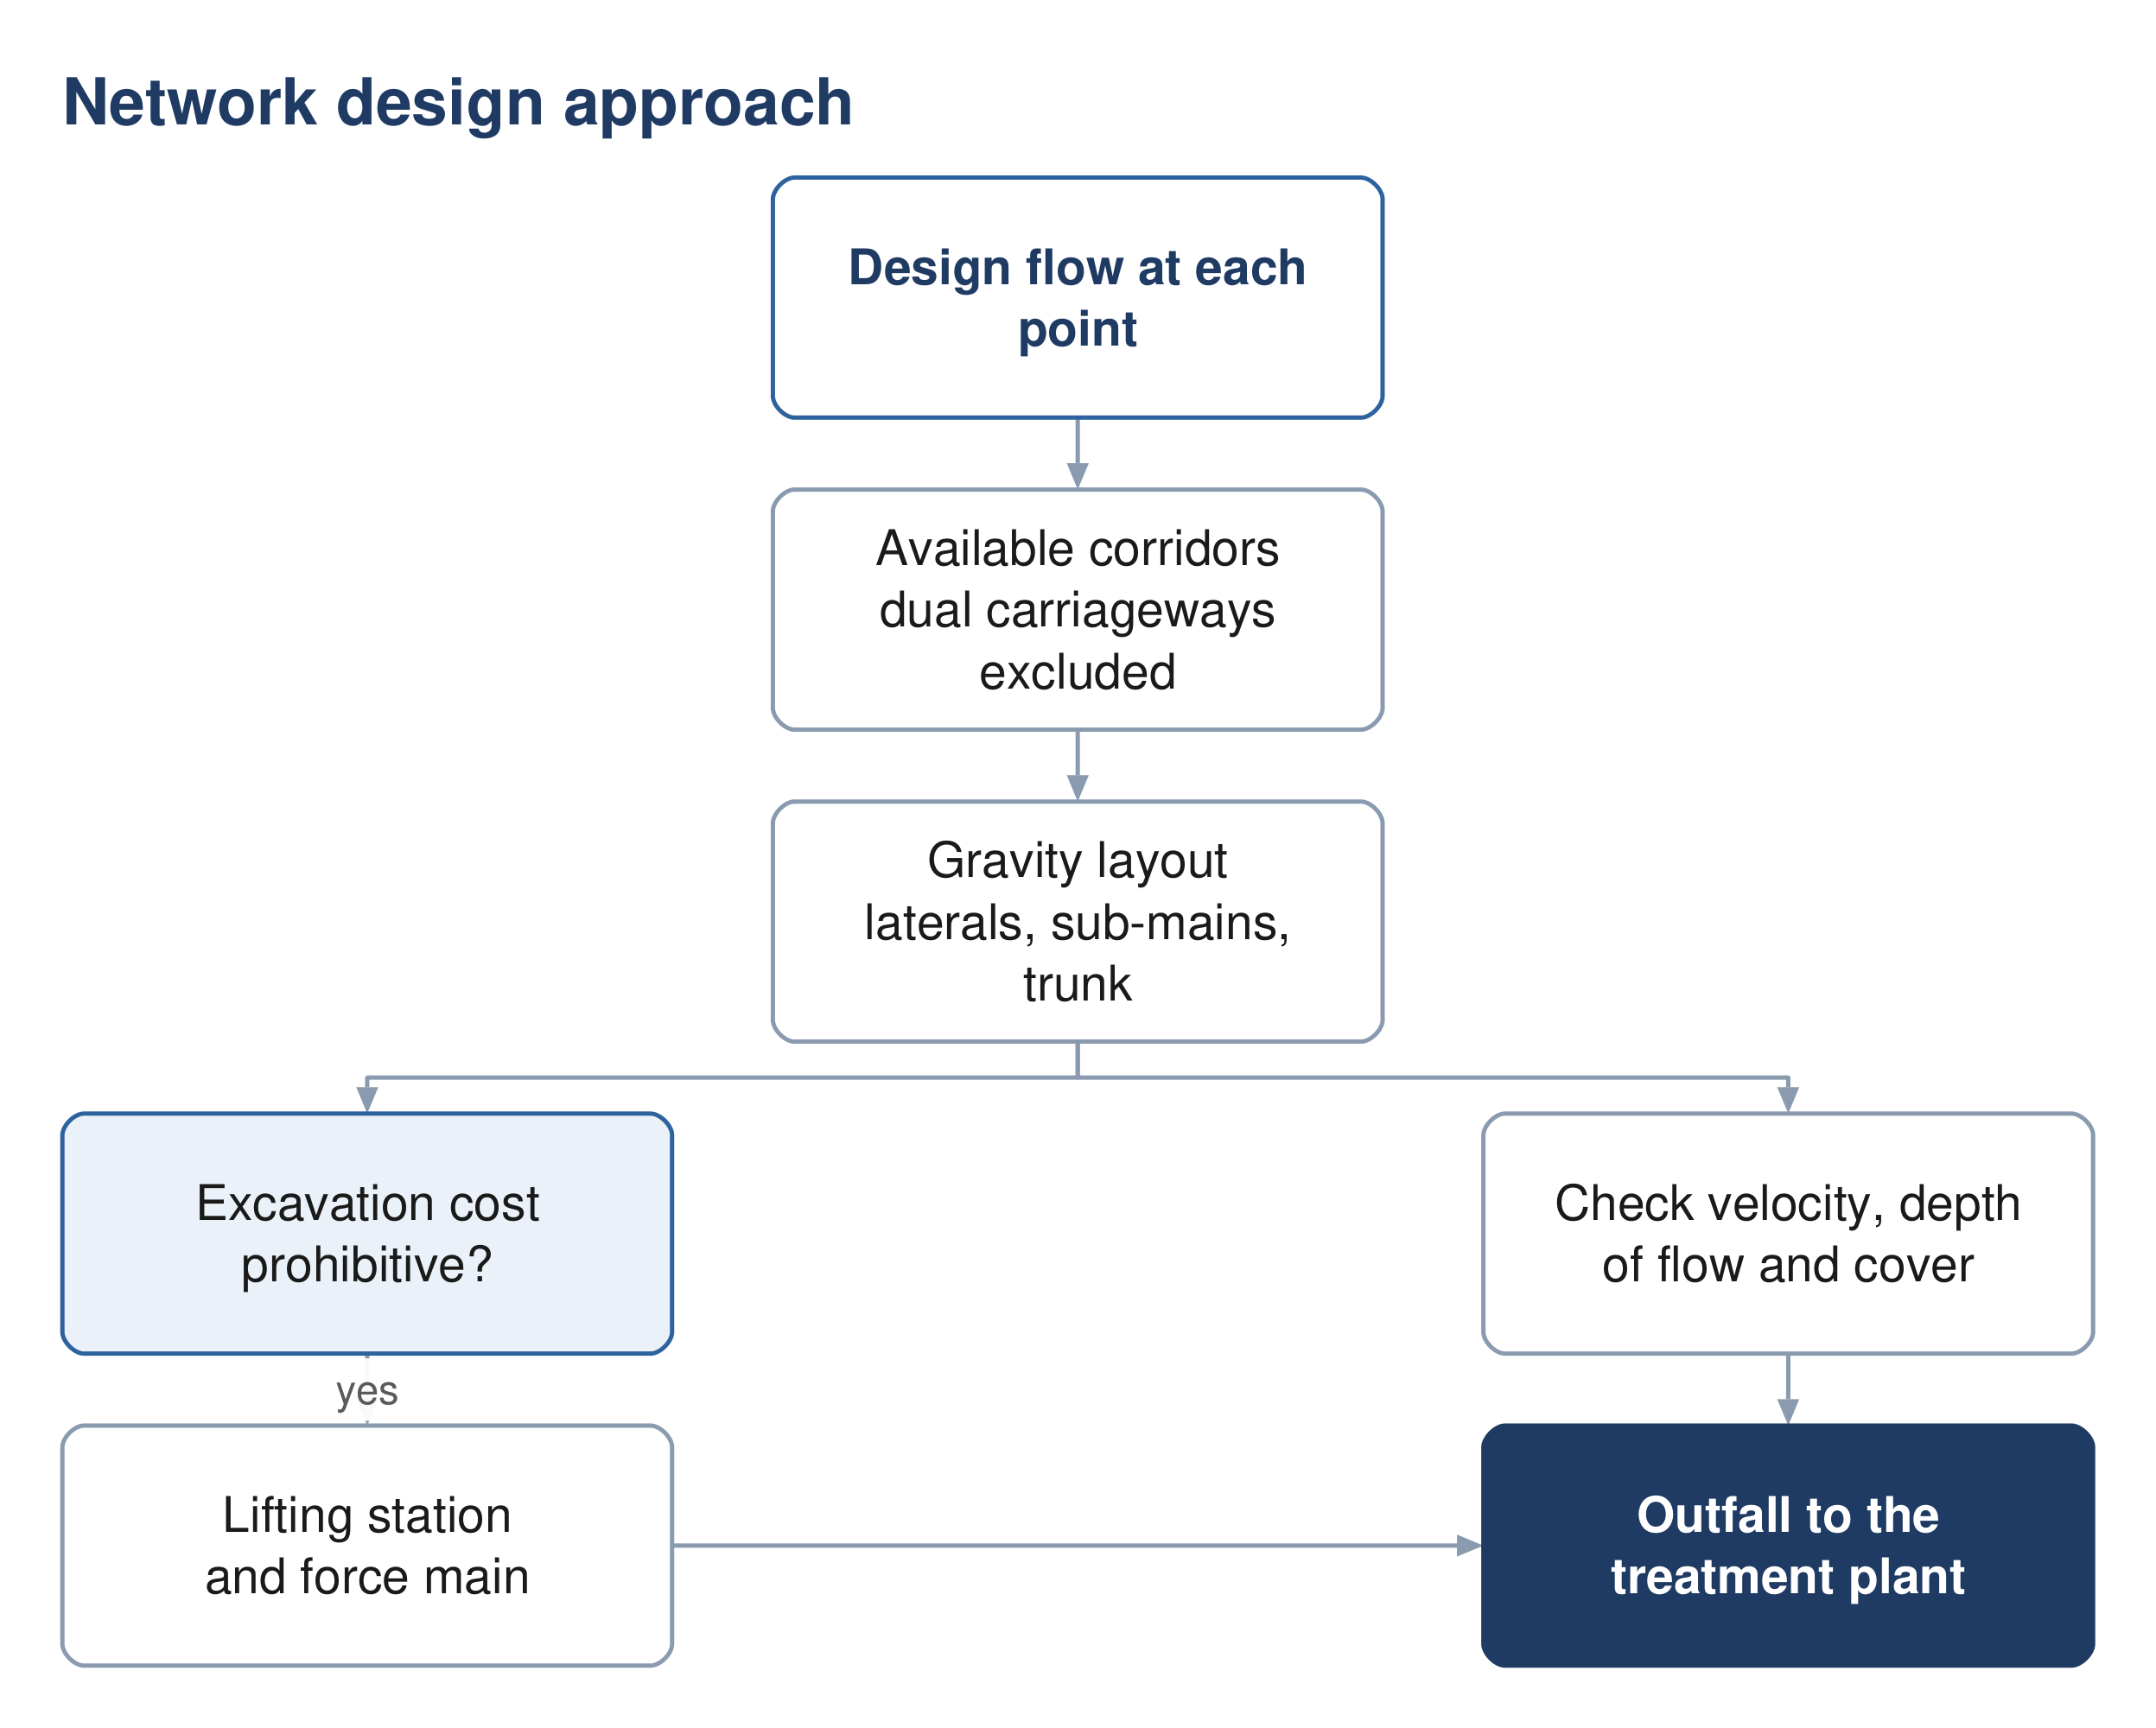 Network design approach
Design flow at each
point
Available corridors
dual carriageways
excluded
Gravity layout
laterals, sub-mains,
trunk
Excavation cost
prohibitive?
Check velocity, depth
of flow and cover
yes
Lifting station
and force main
Outfall to the
treatment plant